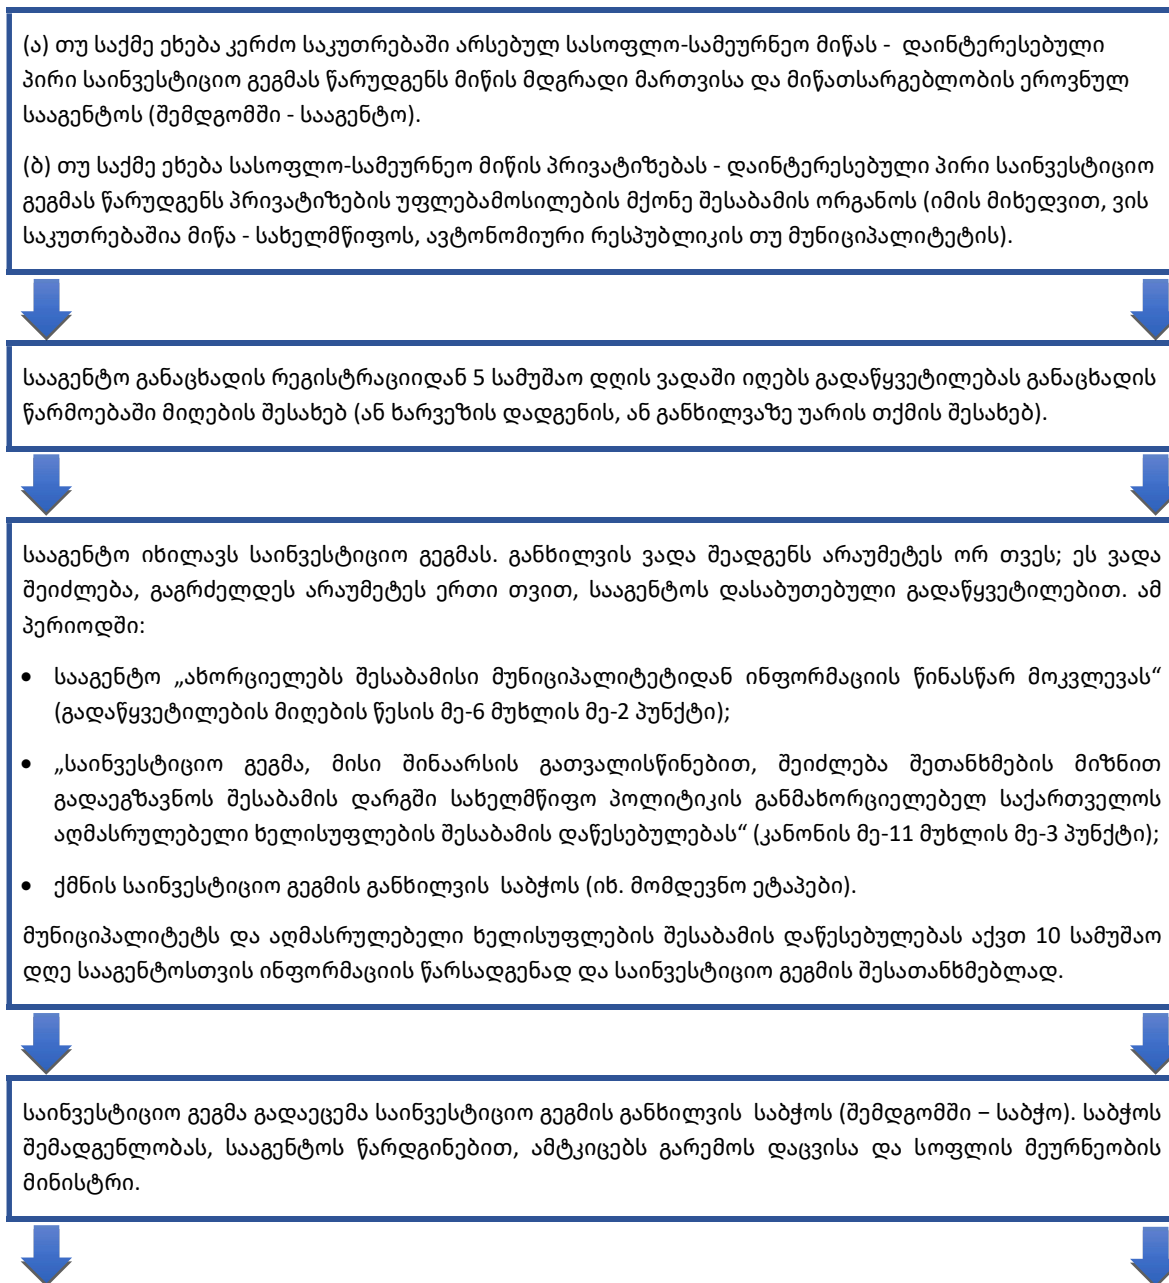 (ა) თუ საქმე ეხება კერძო საკუთრებაში არსებულ სასოფლო-სამეურნეო მიწას - დაინტერესებული
პირი საინვესტიციო გეგმას წარუდგენს მიწის მდგრადი მართვისა და მიწათსარგებლობის ეროვნულ
სააგენტოს (შემდგომში - სააგენტო).
(ბ) თუ საქმე ეხება სასოფლო-სამეურნეო მიწის პრივატიზებას - დაინტერესებული პირი საინვესტიციო
გეგმას წარუდგენს პრივატიზების უფლებამოსილების მქონე შესაბამის ორგანოს (იმის მიხედვით, ვის
საკუთრებაშია მიწა - სახელმწიფოს, ავტონომიური რესპუბლიკის თუ მუნიციპალიტეტის).
სააგენტო განაცხადის რეგისტრაციიდან 5 სამუშაო დღის ვადაში იღებს გადაწყვეტილებას განაცხადის
წარმოებაში მიღების შესახებ (ან ხარვეზის დადგენის, ან განხილვაზე უარის თქმის შესახებ).
სააგენტო იხილავს საინვესტიციო გეგმას. განხილვის ვადა შეადგენს არაუმეტეს ორ თვეს; ეს ვადა
შეიძლება, გაგრძელდეს არაუმეტეს ერთი თვით, სააგენტოს დასაბუთებული გადაწყვეტილებით. ამ
პერიოდში:
• სააგენტო „ახორციელებს შესაბამისი მუნიციპალიტეტიდან ინფორმაციის წინასწარ მოკვლევას“
(გადაწყვეტილების მიღების წესის მე-6 მუხლის მე-2 პუნქტი);
• „საინვესტიციო გეგმა, მისი შინაარსის გათვალისწინებით, შეიძლება შეთანხმების მიზნით
გადაეგზავნოს შესაბამის დარგში სახელმწიფო პოლიტიკის განმახორციელებელ საქართველოს
აღმასრულებელი ხელისუფლების შესაბამის დაწესებულებას“ (კანონის მე-11 მუხლის მე-3 პუნქტი);
• ქმნის საინვესტიციო გეგმის განხილვის საბჭოს (იხ. მომდევნო ეტაპები).
მუნიციპალიტეტს და აღმასრულებელი ხელისუფლების შესაბამის დაწესებულებას აქვთ 10 სამუშაო
დღე სააგენტოსთვის ინფორმაციის წარსადგენად და საინვესტიციო გეგმის შესათანხმებლად.
საინვესტიციო გეგმა გადაეცემა საინვესტიციო გეგმის განხილვის საბჭოს (შემდგომში – საბჭო). საბჭოს
შემადგენლობას, სააგენტოს წარდგინებით, ამტკიცებს გარემოს დაცვისა და სოფლის მეურნეობის
მინისტრი.